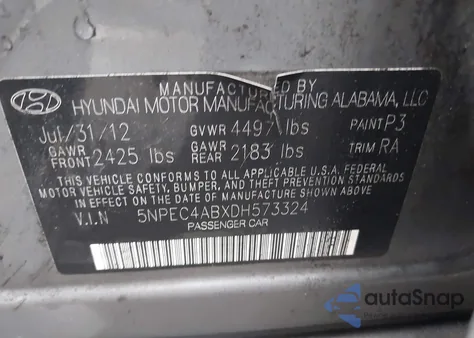 MANUFACTURED BY
HYUNDAI MOTOR MANUFACTURING ALABAMA, LLC
Jul/31/12 GVWR 4497 lbs PAINT P3
GAWR FRONT 2425 lbs GAWR REAR 2183 lbs TRIM RA
THIS VEHICLE CONFORMS TO ALL APPLICABLE U.S. FEDERAL
MOTOR VEHICLE SAFETY, BUMPER, AND THEFT PREVENTION STANDARDS
IN EFFECT ON THE DATE OF MANUFACTURE SHOWN ABOVE.
V.I.N 5NPEC4ABXDH573324
PASSENGER CAR
autoSnap